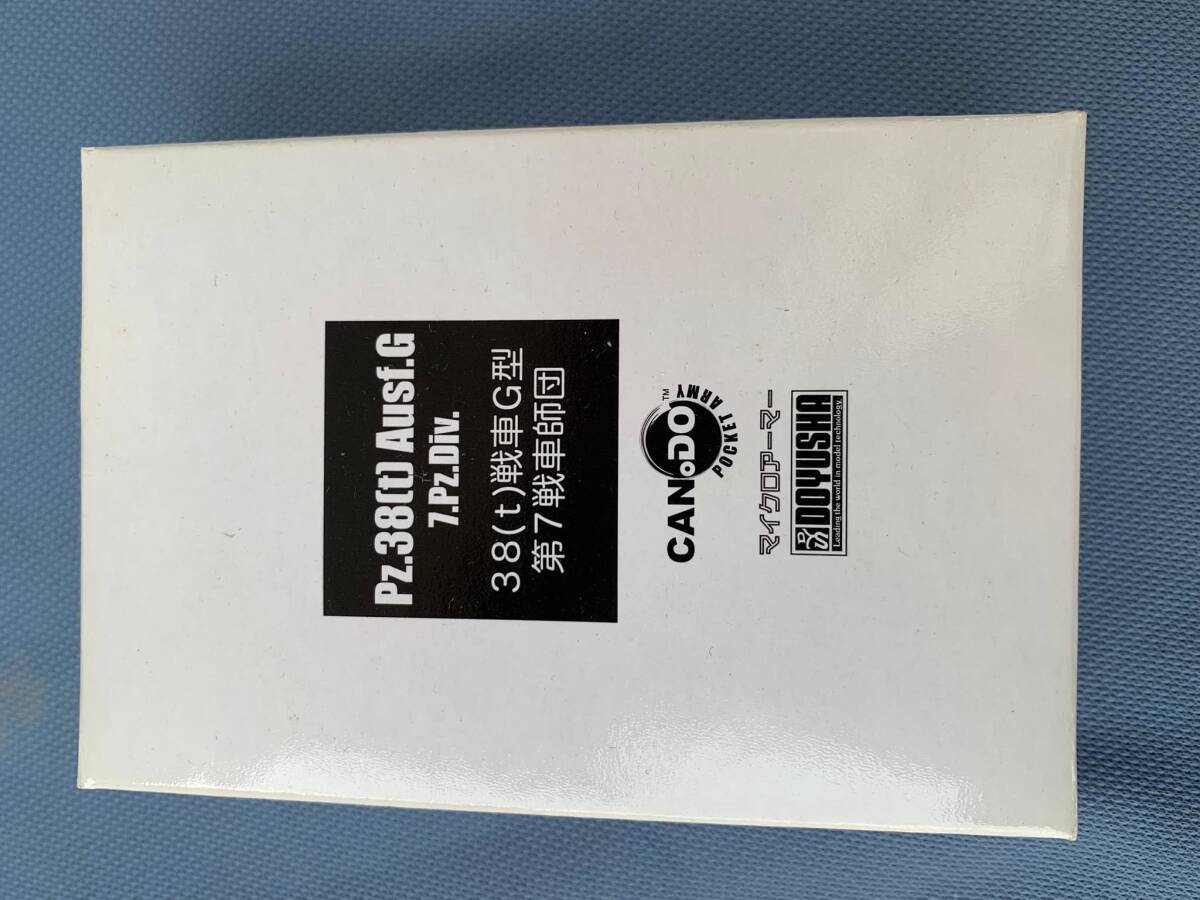 Pz.38(t) Ausf.G
7.Pz.Div.
３８(ｔ)戦車Ｇ型
第７戦車師団
CAN.DO TM
POCKET ARMY
マイクロアーマー
DOYUSHA
Leading the world in model technology.